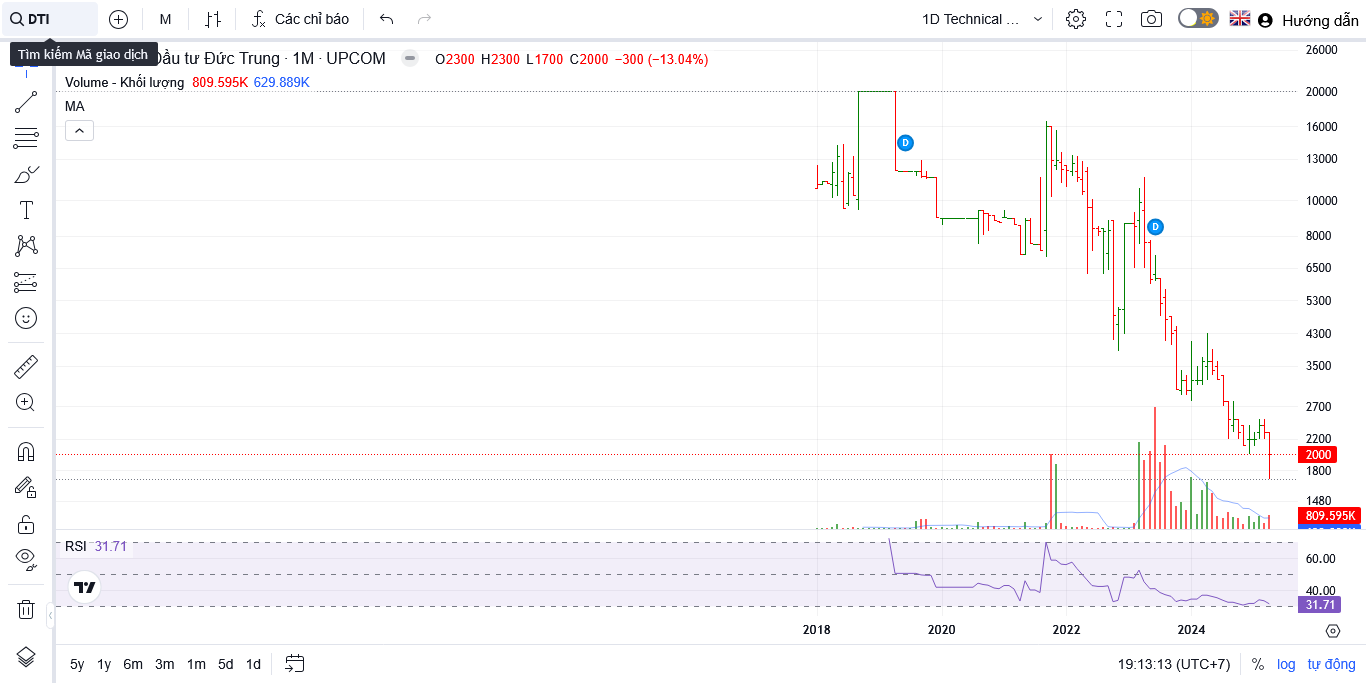 DTI
M
Các chỉ báo
1D Technical ...
Hướng dẫn
Tìm kiếm Mã giao dịch
Đầu tư Đức Trung · 1M · UPCOM
O2300 H2300 L1700 C2000 −300 (−13.04%)
Volume - Khối lượng 809.595K 629.889K
MA
D
D
26000
20000
16000
13000
10000
8000
6500
5300
4300
3500
2700
2200
2000
1800
1480
809.595K
RSI 31.71
60.00
40.00
31.71
2018 2020 2022 2024
5y 1y 6m 3m 1m 5d 1d
19:13:13 (UTC+7) % log tự động